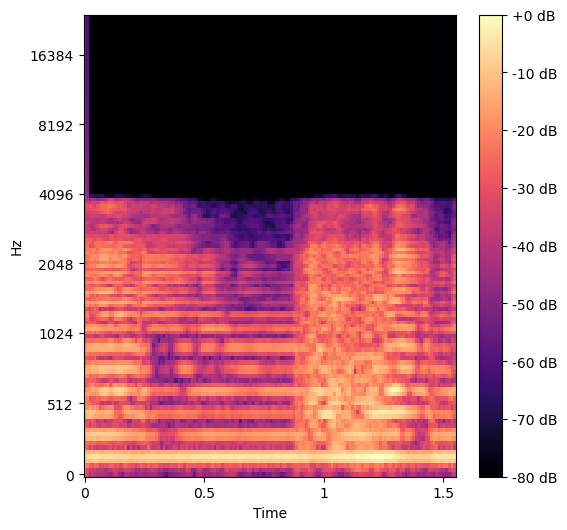 +0 dB
16384
-10 dB
8192
-20 dB
4096
-30 dB
Hz
-40 dB
2048
-50 dB
1024
-60 dB
512
-70 dB
0
-80 dB
0 0.5 1 1.5
Time